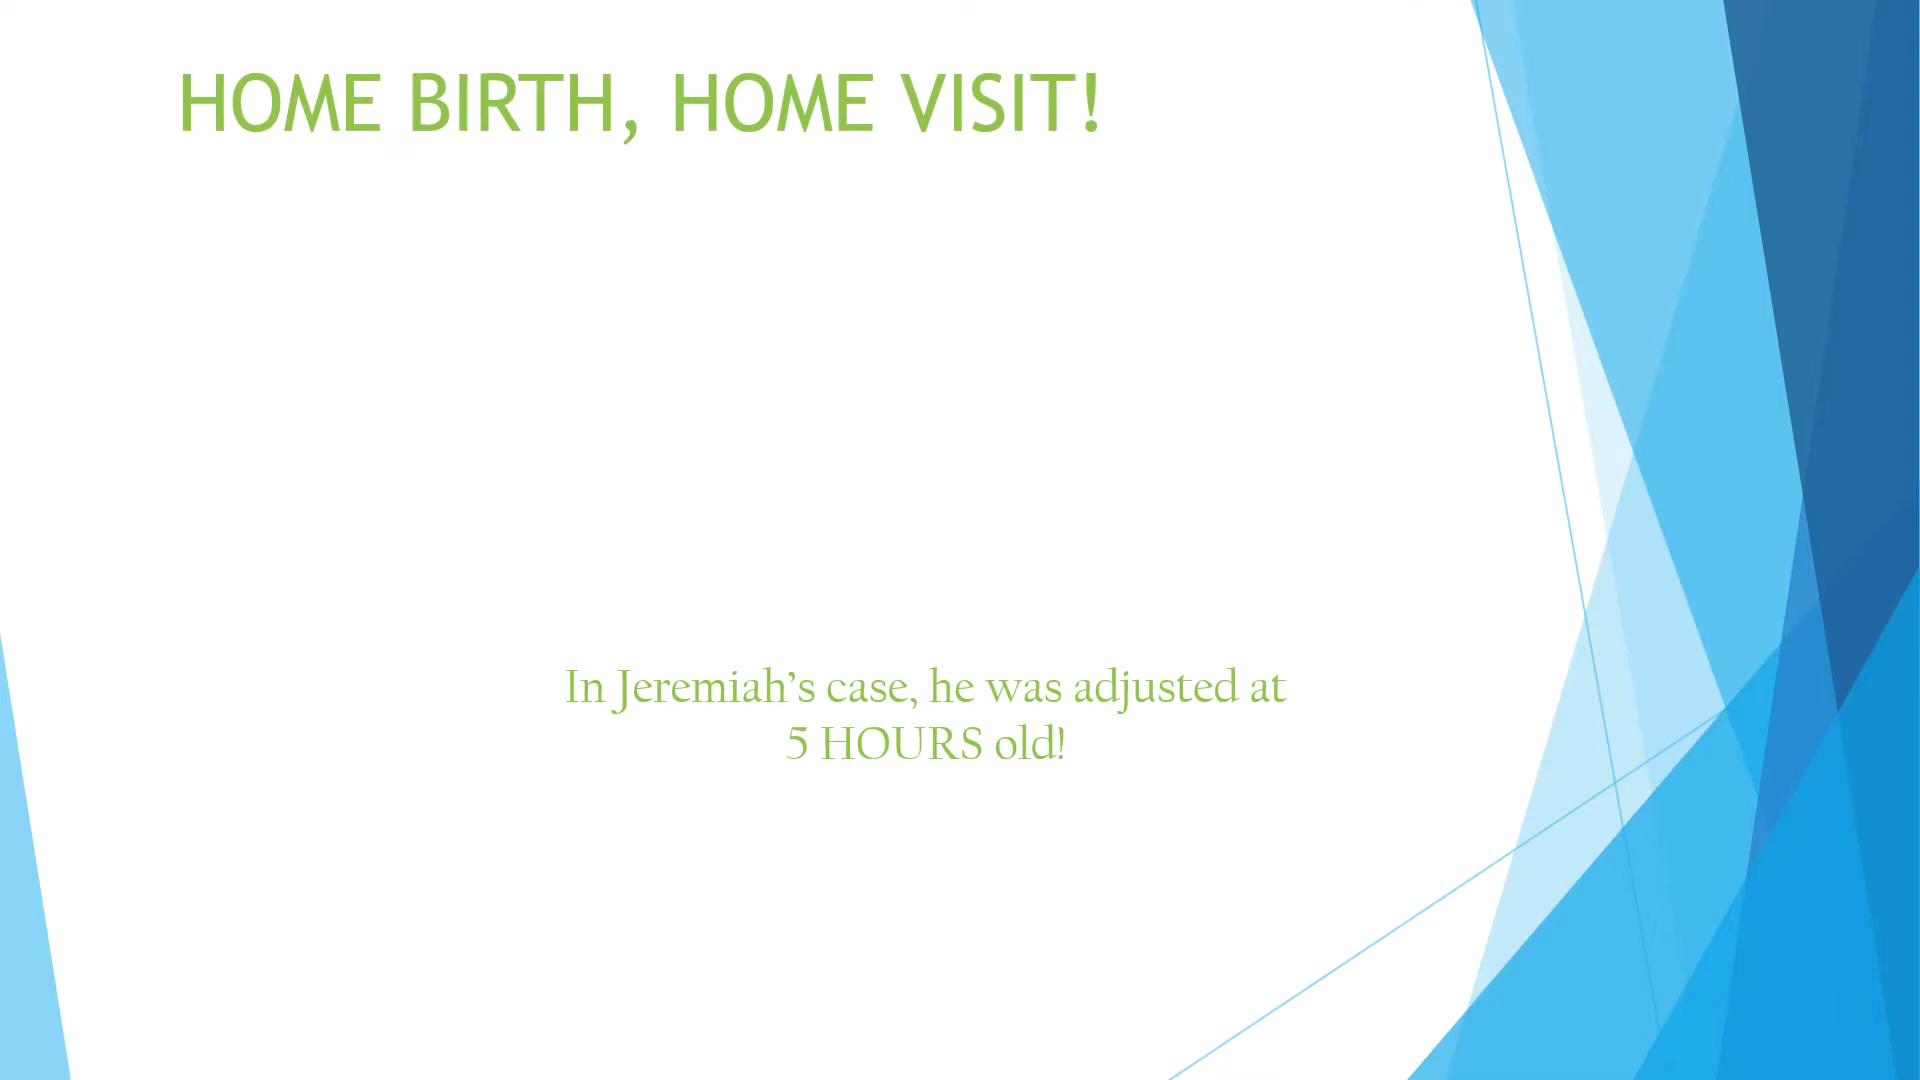 HOME BIRTH, HOME VISIT!
In Jeremiah’s case, he was adjusted at
5 HOURS old!